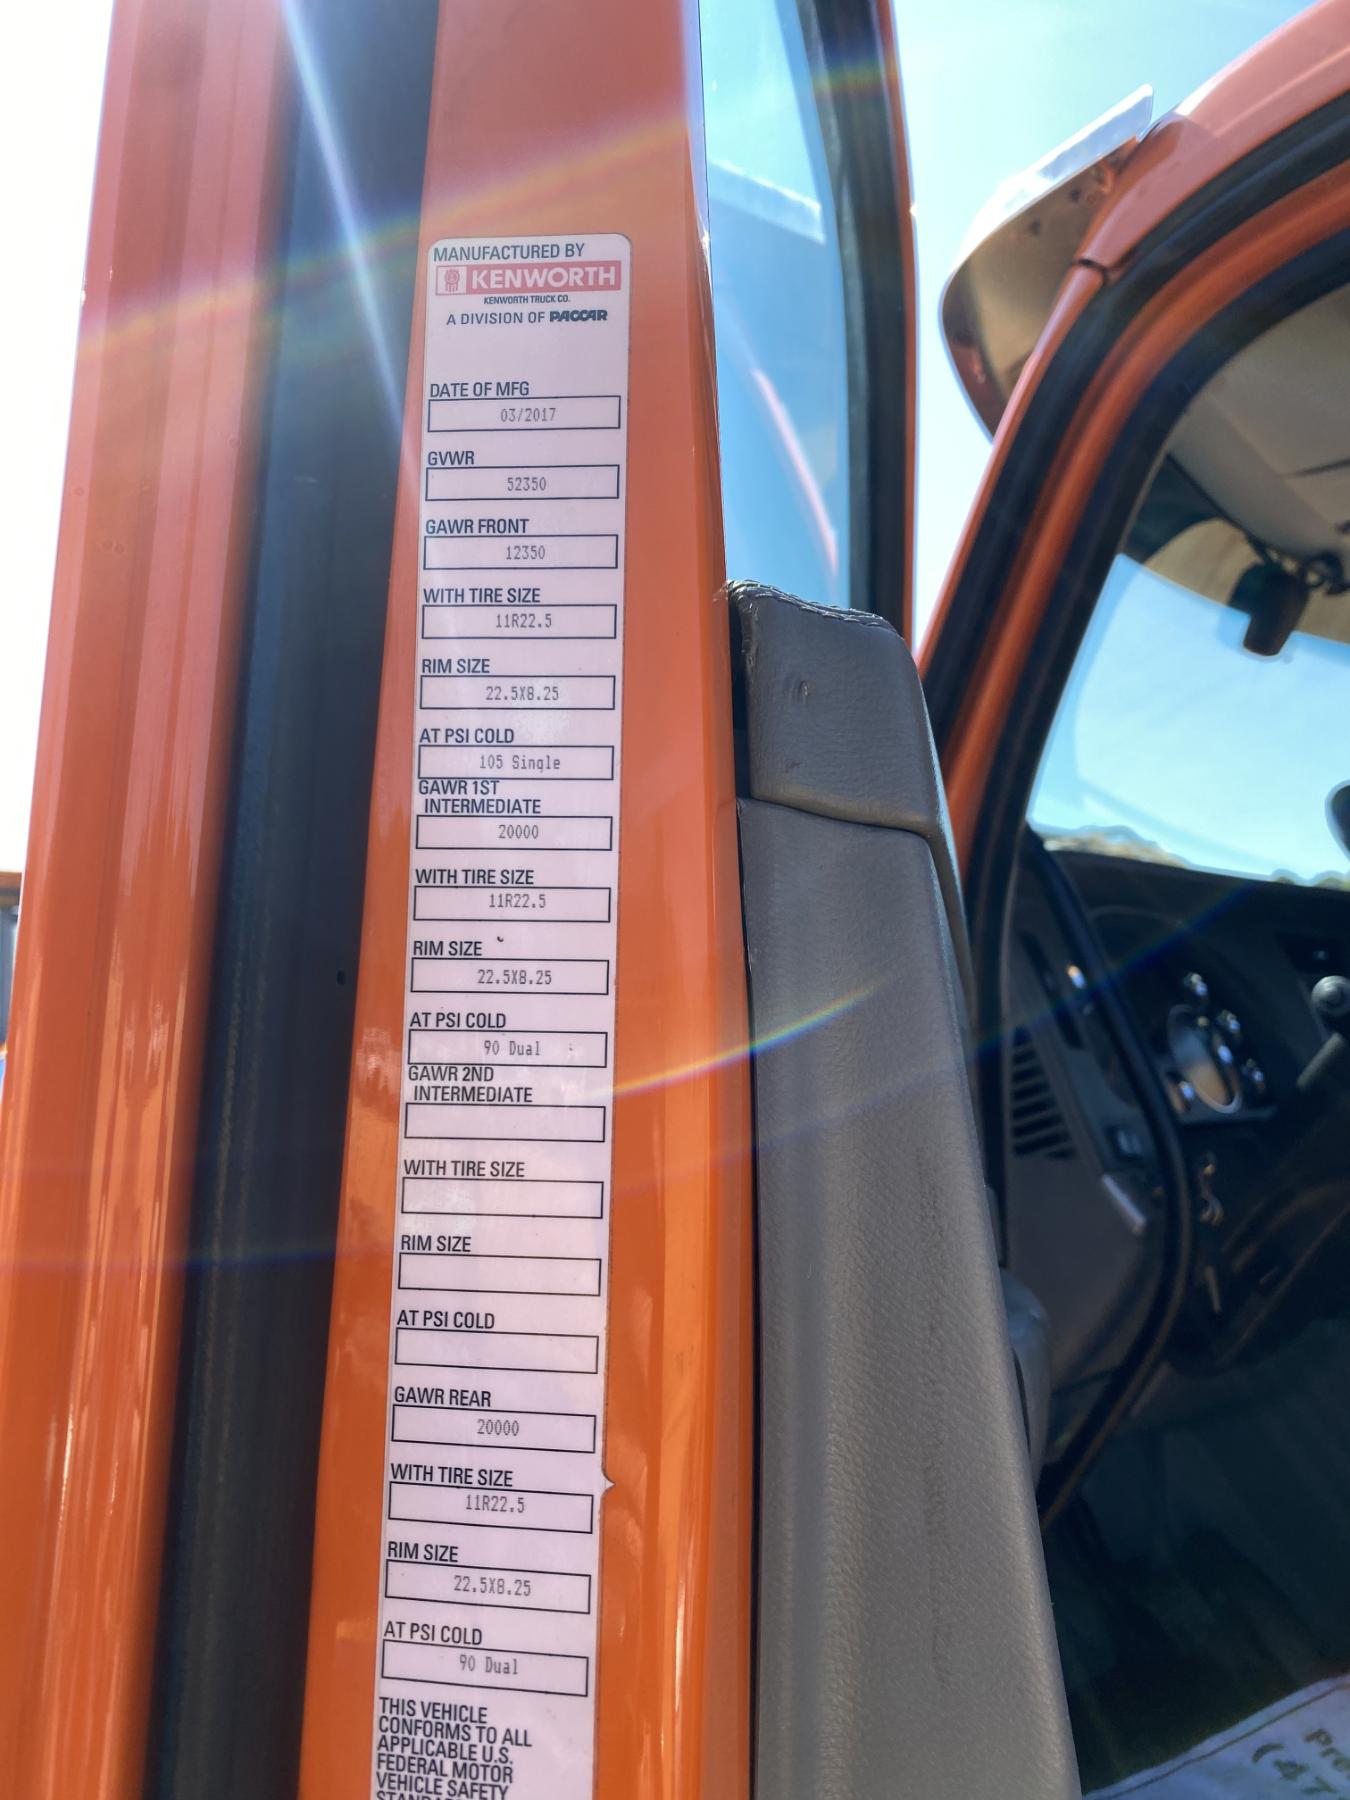 MANUFACTURED BY
KENWORTH
KENWORTH TRUCK CO.
A DIVISION OF PACCAR
DATE OF MFG
03/2017
GVWR
52350
GAWR FRONT
12350
WITH TIRE SIZE
11R22.5
RIM SIZE
22.5X8.25
AT PSI COLD
105 Single
GAWR 1ST
INTERMEDIATE
20000
WITH TIRE SIZE
11R22.5
RIM SIZE
22.5X8.25
AT PSI COLD
90 Dual
GAWR 2ND
INTERMEDIATE
WITH TIRE SIZE
RIM SIZE
AT PSI COLD
GAWR REAR
20000
WITH TIRE SIZE
11R22.5
RIM SIZE
22.5X8.25
AT PSI COLD
90 Dual
THIS VEHICLE
CONFORMS TO ALL
APPLICABLE U.S.
FEDERAL MOTOR
VEHICLE SAFETY